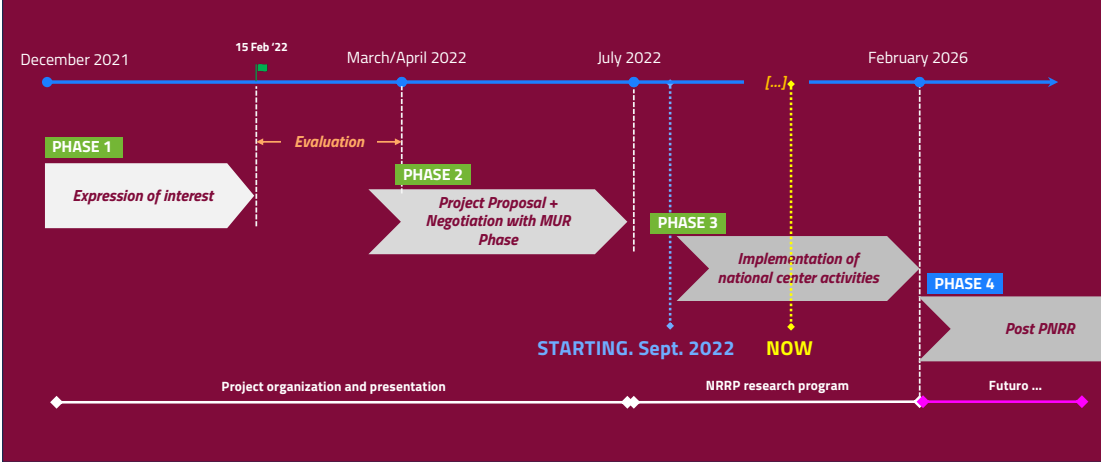 15 Feb '22
December 2021
March/April 2022
July 2022
February 2026
[...]
Evaluation
PHASE 1
Expression of interest
PHASE 2
Project Proposal +
Negotiation with MUR
Phase
PHASE 3
Implementation of
national center activities
PHASE 4
Post PNRR
STARTING. Sept. 2022
NOW
Project organization and presentation
NRRP research program
Futuro ...